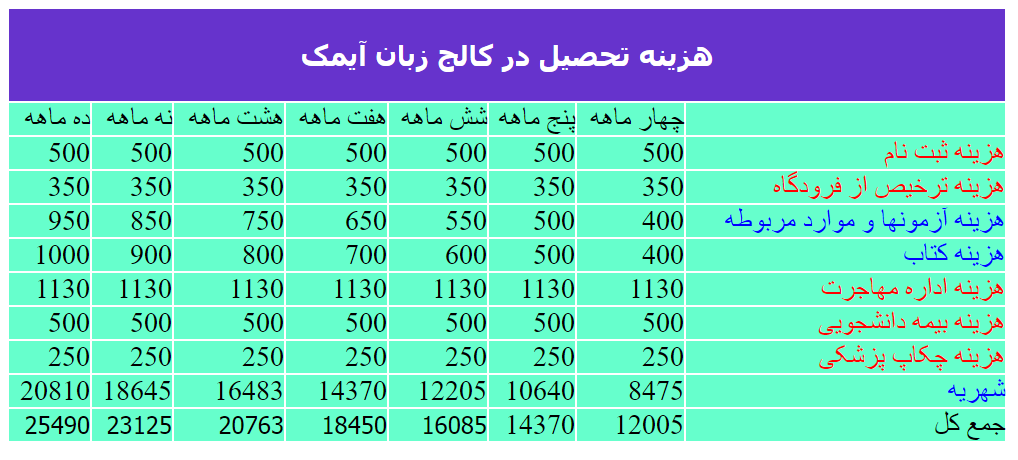 هزینه تحصیل در کالج زبان آیمک
چهار ماهه پنج ماهه شش ماهه هفت ماهه هشت ماهه نه ماهه ده ماهه
هزینه ثبت نام 500 500 500 500 500 500 500
هزینه ترخیص از فرودگاه 350 350 350 350 350 350 350
هزینه آزمونها و موارد مربوطه 400 500 550 650 750 850 950
هزینه کتاب 400 500 600 700 800 900 1000
هزینه اداره مهاجرت 1130 1130 1130 1130 1130 1130 1130
هزینه بیمه دانشجویی 500 500 500 500 500 500 500
هزینه چکاپ پزشکی 250 250 250 250 250 250 250
شهریه 8475 10640 12205 14370 16483 18645 20810
جمع کل 12005 14370 16085 18450 20763 23125 25490